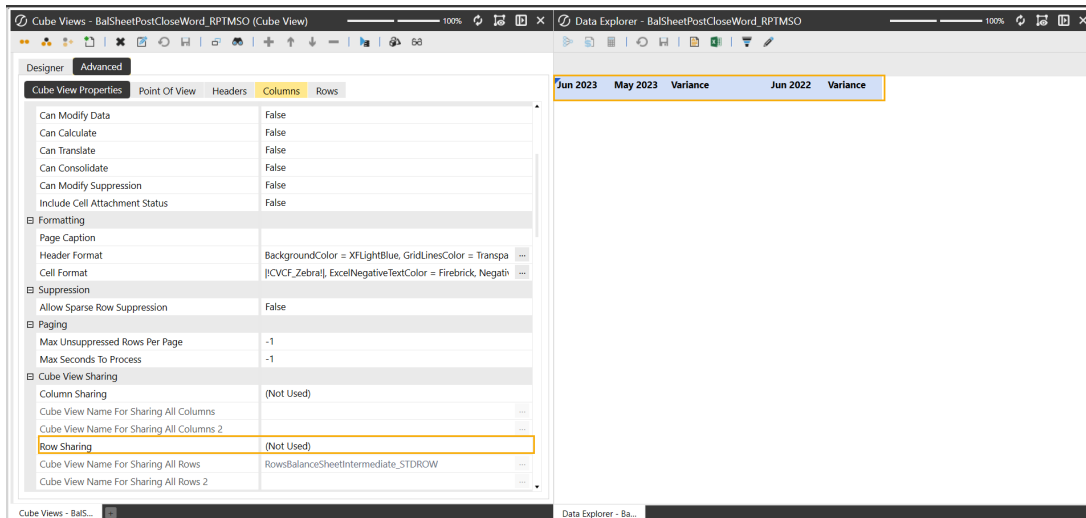 Cube Views - BalSheetPostCloseWord_RPTMSO (Cube View)
100%
Designer
Advanced
Cube View Properties
Point Of View
Headers
Columns
Rows
Can Modify Data False
Can Calculate False
Can Translate False
Can Consolidate False
Can Modify Suppression False
Include Cell Attachment Status False
Formatting
Page Caption
Header Format BackgroundColor = XFLightBlue, GridLinesColor = Transpa ...
Cell Format |!CVCF_Zebra!|, ExcelNegativeTextColor = Firebrick, Negativ ...
Suppression
Allow Sparse Row Suppression False
Paging
Max Unsuppressed Rows Per Page -1
Max Seconds To Process -1
Cube View Sharing
Column Sharing (Not Used)
Cube View Name For Sharing All Columns ...
Cube View Name For Sharing All Columns 2 ...
Row Sharing (Not Used)
Cube View Name For Sharing All Rows RowsBalanceSheetIntermediate_STDROW ...
Cube View Name For Sharing All Rows 2 ...
Cube Views - BalS...
Data Explorer - BalSheetPostCloseWord_RPTMSO
100%
Jun 2023 May 2023 Variance Jun 2022 Variance
Data Explorer - Ba...